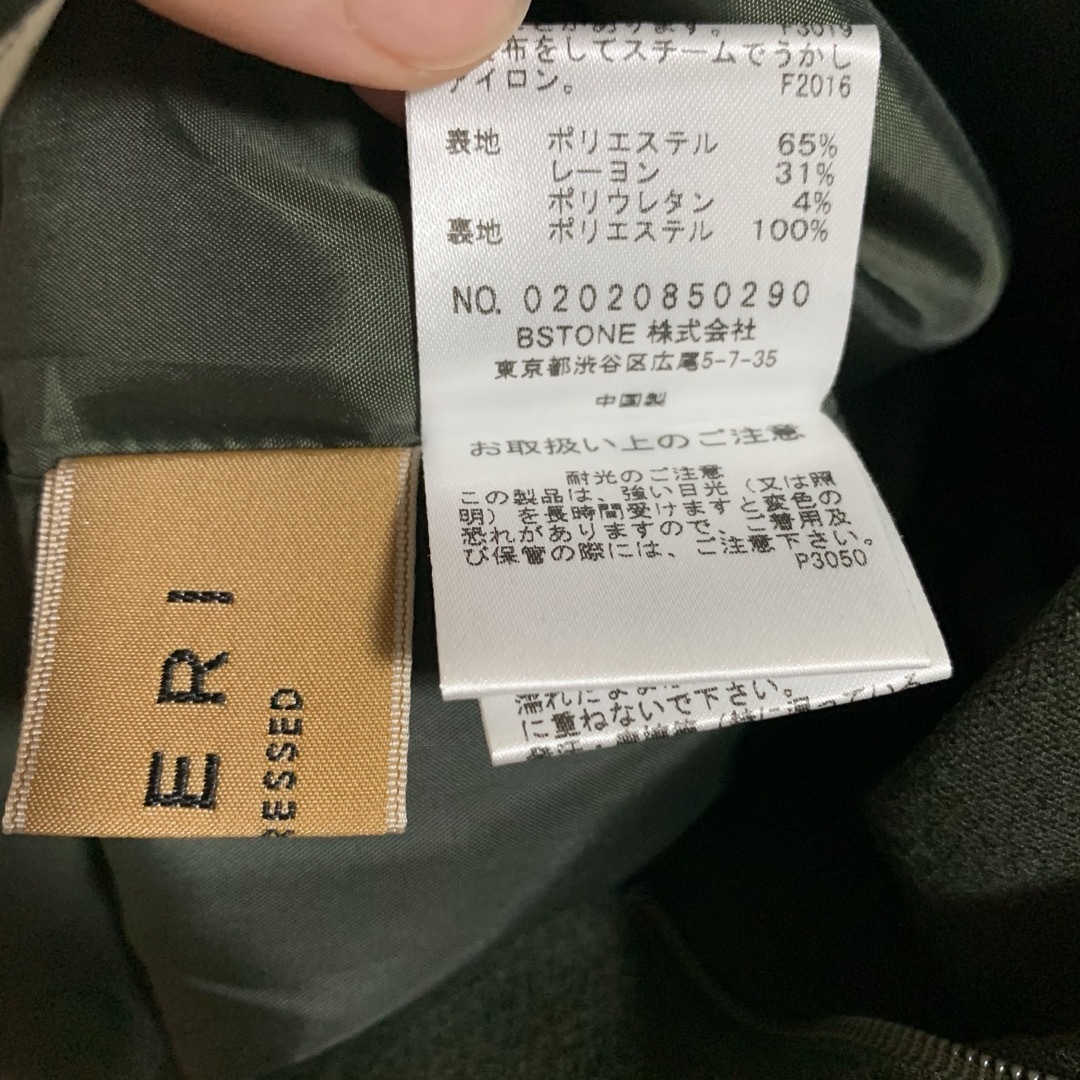 布をしてスチームでうかし
アイロン。 F2016
表地 ポリエステル 65%
レーヨン 31%
ポリウレタン 4%
裏地 ポリエステル 100%
NO. 02020850290
BSTONE 株式会社
東京都渋谷区広尾5-7-35
中国製
お取扱い上のご注意
耐光のご注意
この製品は、強い日光（又は照
明）を長時間受けますと変色の
恐れがありますので、ご着用及
び保管の際には、ご注意下さい。
P3050
に重ねないで下さい。
ERI
RESSED